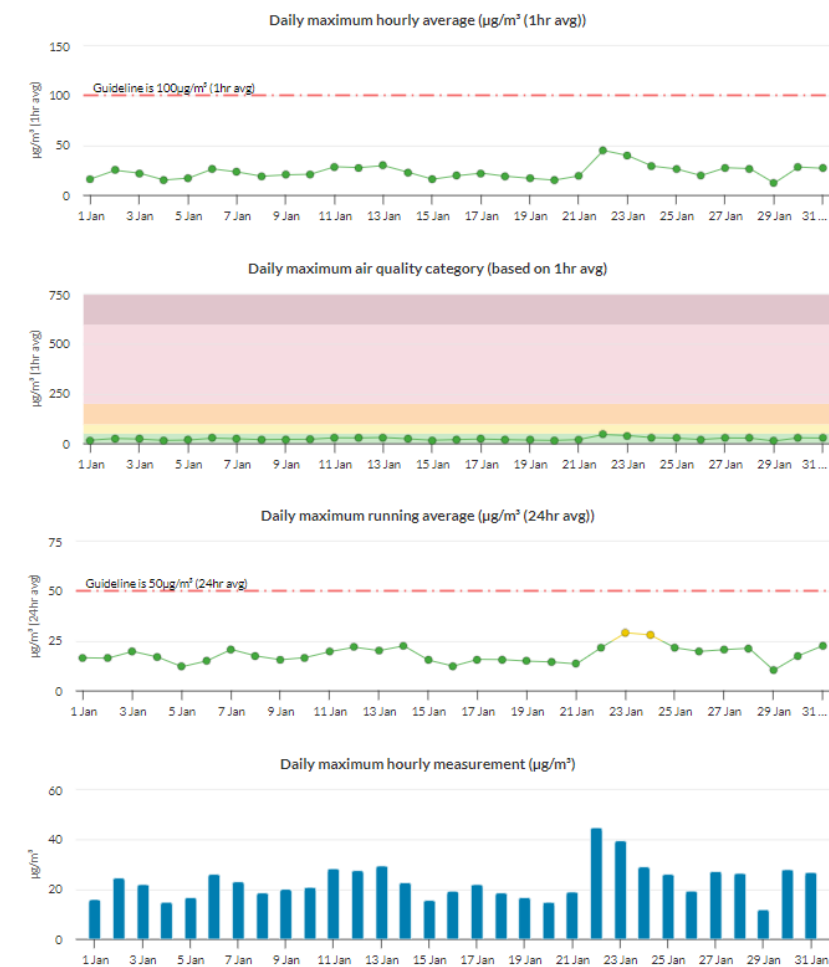 Daily maximum hourly average (µg/m³ (1hr avg))
150
Guideline is 100µg/m³ (1hr avg)
100
µg/m³ (1hr avg)
50
0
1 Jan 3 Jan 5 Jan 7 Jan 9 Jan 11 Jan 13 Jan 15 Jan 17 Jan 19 Jan 21 Jan 23 Jan 25 Jan 27 Jan 29 Jan 31 ...
Daily maximum air quality category (based on 1hr avg)
750
500
µg/m³ (1hr avg)
250
0
1 Jan 3 Jan 5 Jan 7 Jan 9 Jan 11 Jan 13 Jan 15 Jan 17 Jan 19 Jan 21 Jan 23 Jan 25 Jan 27 Jan 29 Jan 31 ...
Daily maximum running average (µg/m³ (24hr avg))
75
Guideline is 50µg/m³ (24hr avg)
50
µg/m³ (24hr avg)
25
0
1 Jan 3 Jan 5 Jan 7 Jan 9 Jan 11 Jan 13 Jan 15 Jan 17 Jan 19 Jan 21 Jan 23 Jan 25 Jan 27 Jan 29 Jan 31 ...
Daily maximum hourly measurement (µg/m³)
60
40
µg/m³
20
0
1 Jan 3 Jan 5 Jan 7 Jan 9 Jan 11 Jan 13 Jan 15 Jan 17 Jan 19 Jan 21 Jan 23 Jan 25 Jan 27 Jan 29 Jan 31 Jan